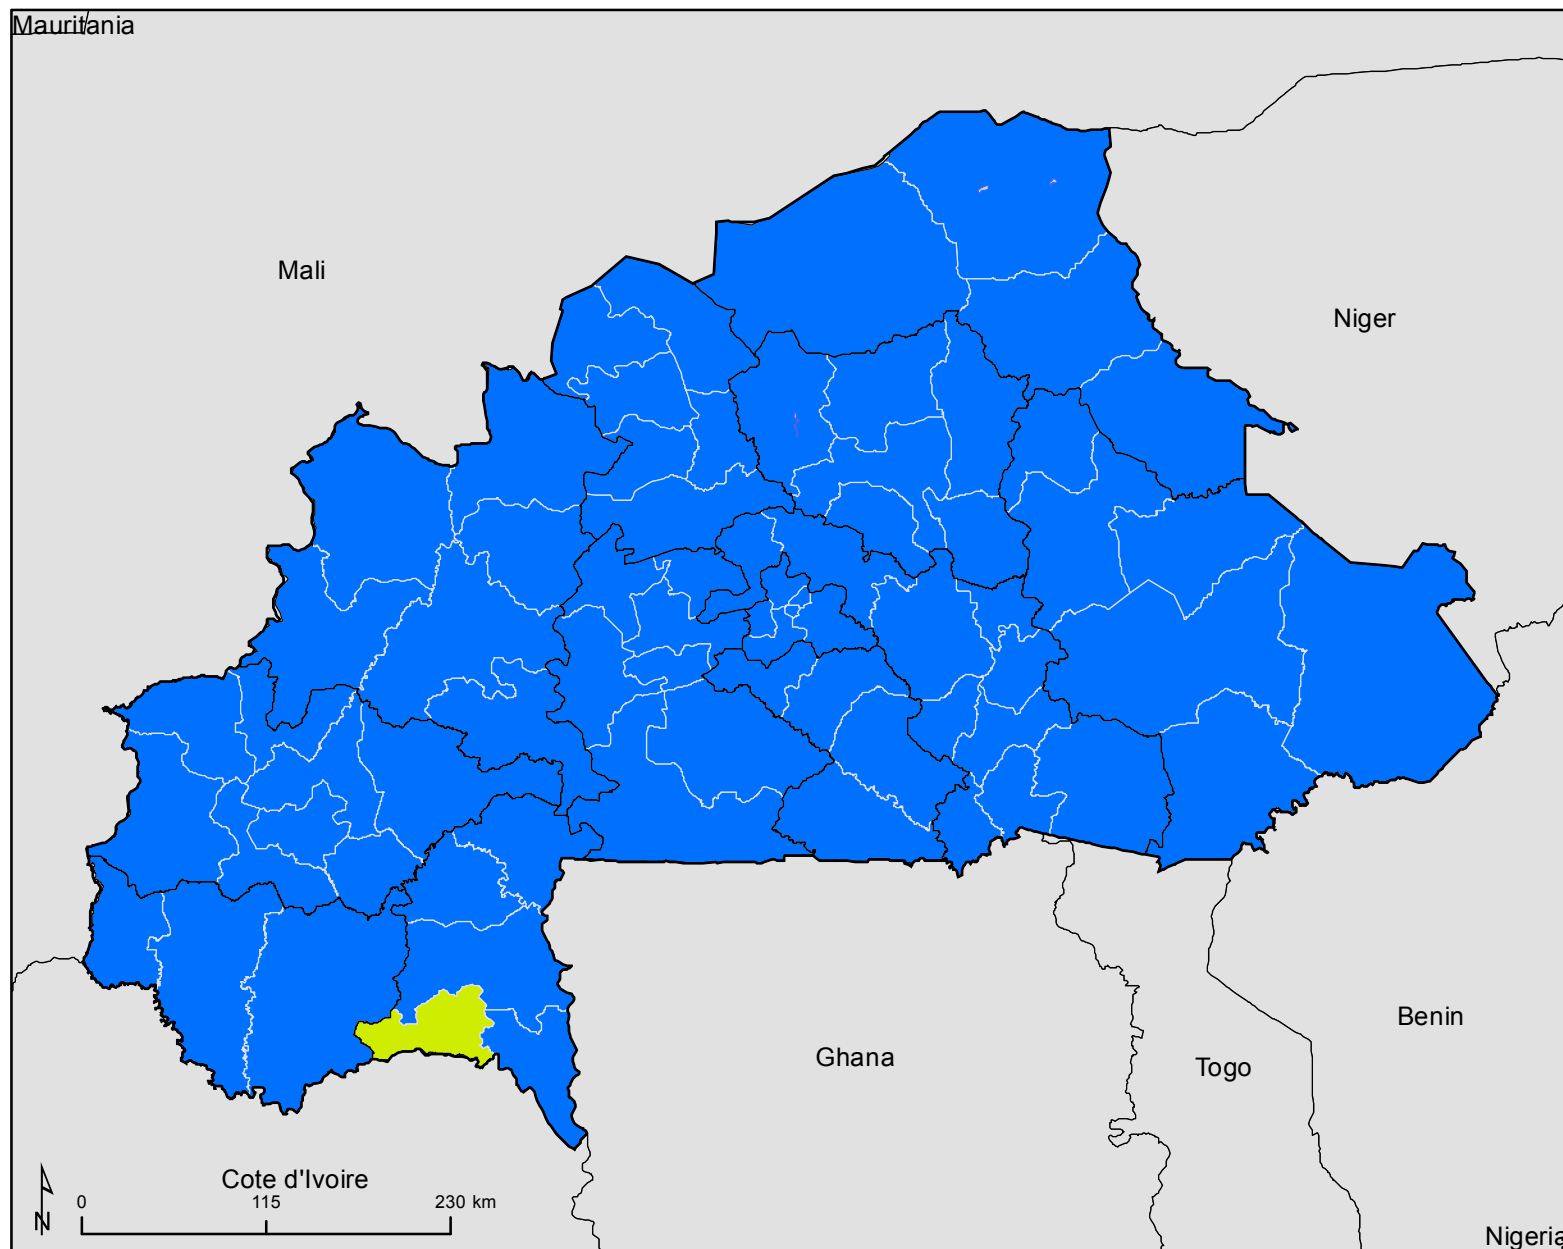 Mauritania
Mali
Niger
Benin
Ghana
Togo
Cote d'Ivoire
0 115 230 km
N
Nigeria